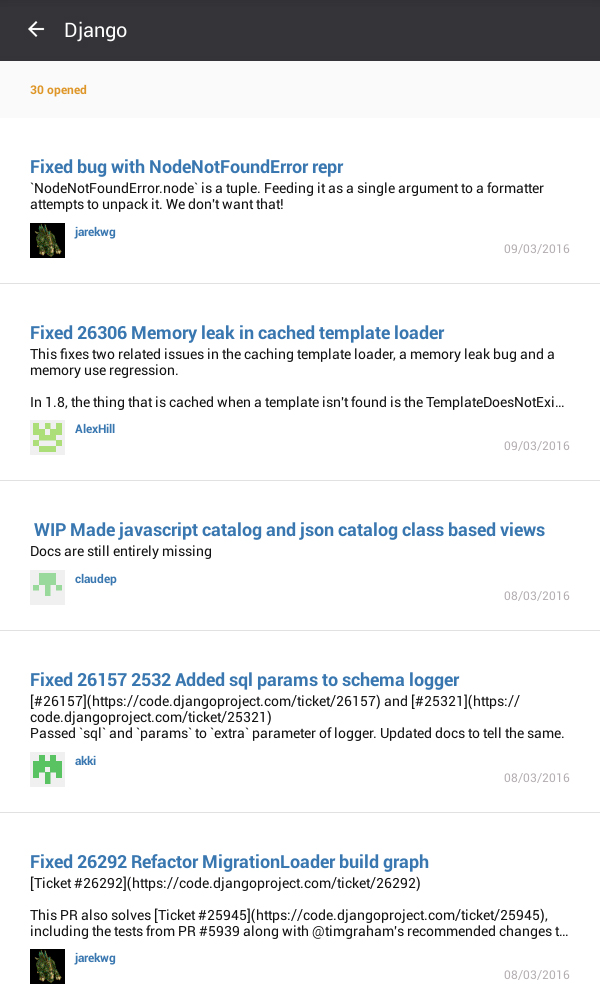 Django
30 opened
Fixed bug with NodeNotFoundError repr
`NodeNotFoundError.node` is a tuple. Feeding it as a single argument to a formatter
attempts to unpack it. We don't want that!
jarekwg
09/03/2016
Fixed 26306 Memory leak in cached template loader
This fixes two related issues in the caching template loader, a memory leak bug and a
memory use regression.
In 1.8, the thing that is cached when a template isn't found is the TemplateDoesNotExi...
AlexHill
09/03/2016
WIP Made javascript catalog and json catalog class based views
Docs are still entirely missing
claudep
08/03/2016
Fixed 26157 2532 Added sql params to schema logger
[#26157](https://code.djangoproject.com/ticket/26157) and [#25321](https://
code.djangoproject.com/ticket/25321)
Passed `sql` and `params` to `extra` parameter of logger. Updated docs to tell the same.
akki
08/03/2016
Fixed 26292 Refactor MigrationLoader build graph
[Ticket #26292](https://code.djangoproject.com/ticket/26292)
This PR also solves [Ticket #25945](https://code.djangoproject.com/ticket/25945),
including the tests from PR #5939 along with @timgraham's recommended changes t...
jarekwg
08/03/2016